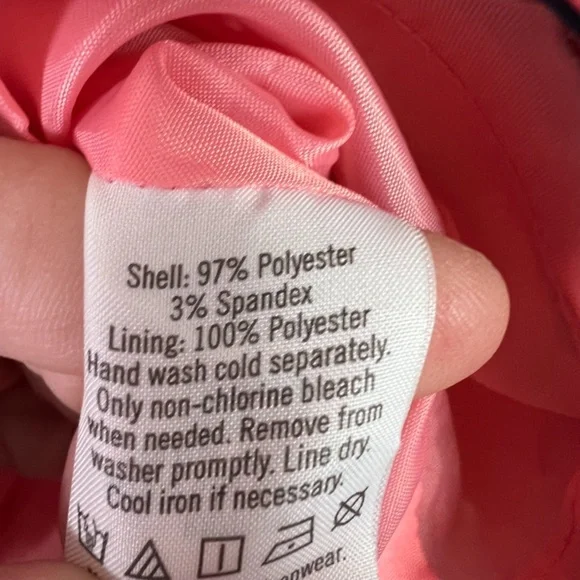 Shell: 97% Polyester
3% Spandex
Lining: 100% Polyester
Hand wash cold separately.
Only non-chlorine bleach
when needed. Remove from
washer promptly. Line dry.
Cool iron if necessary.